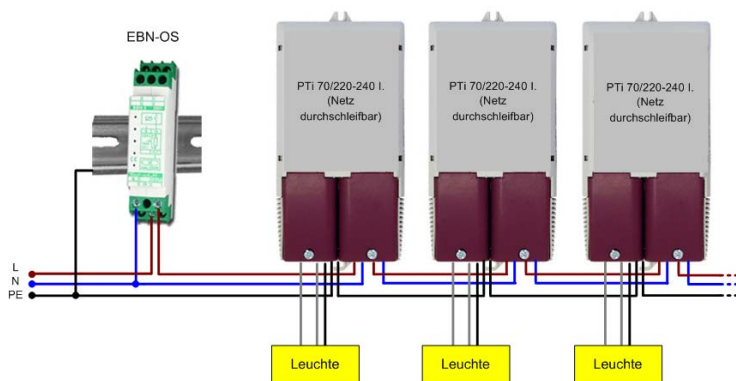 EBN-OS
PTi 70/220-240 I.
(Netz
durchschleifbar)
PTi 70/220-240 I.
(Netz
durchschleifbar)
PTi 70/220-240 I.
(Netz
durchschleifbar)
L
N
PE
Leuchte
Leuchte
Leuchte